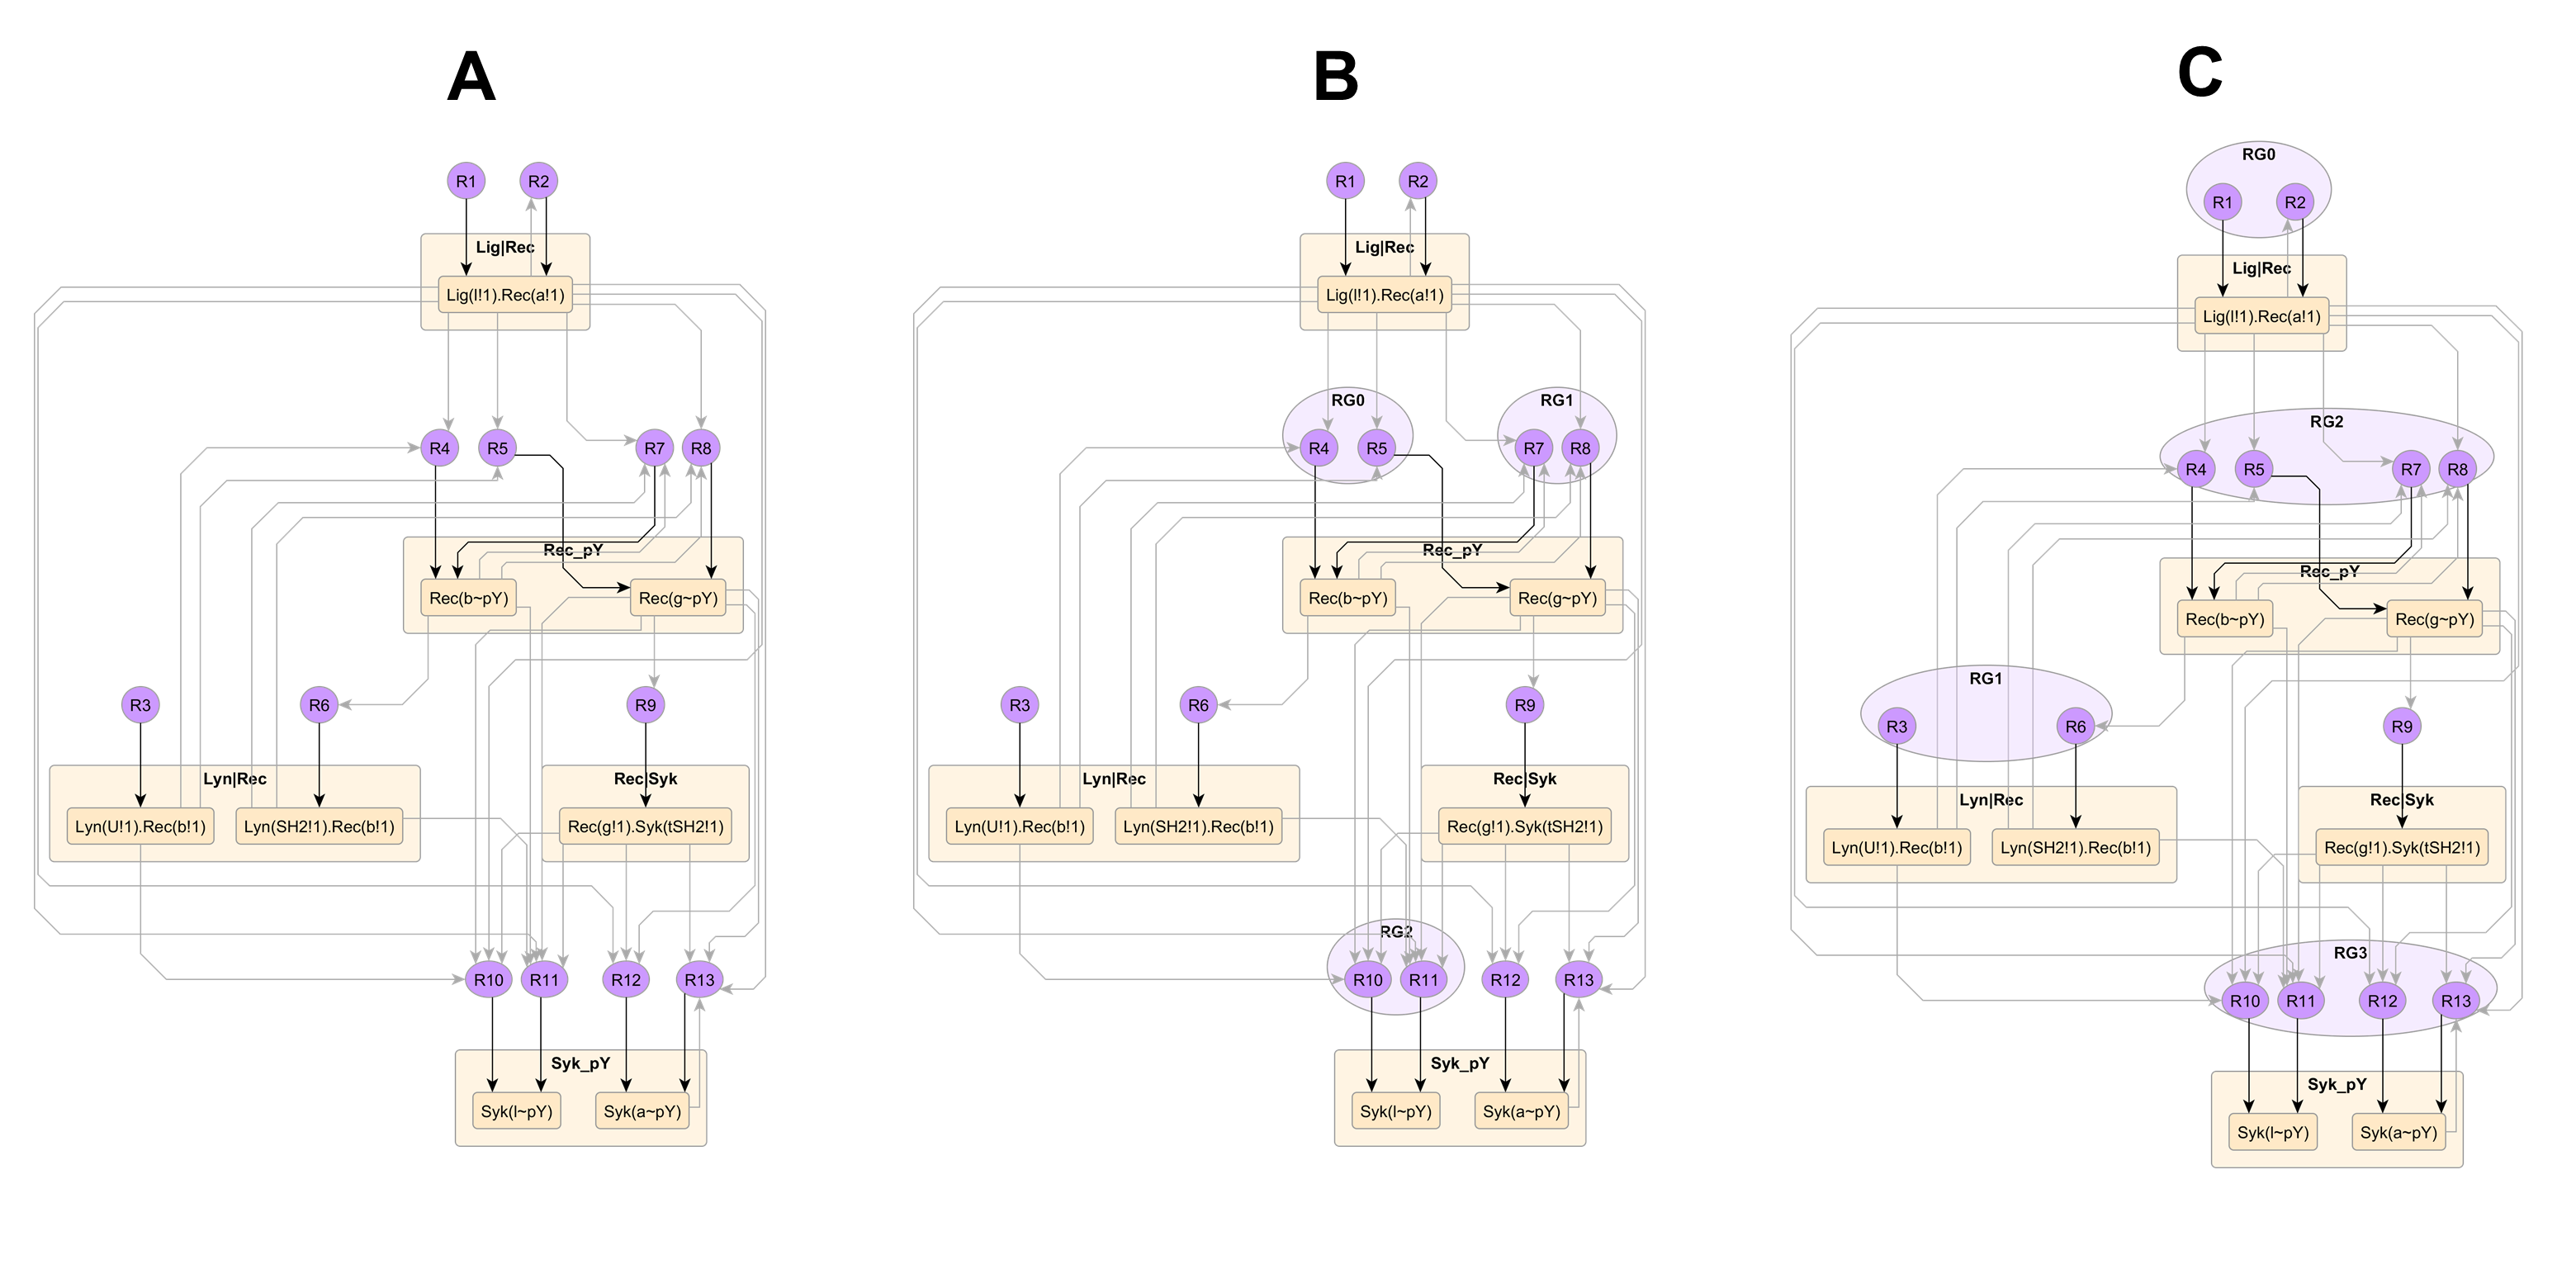 A
R1 R2
Lig|Rec
Lig(l!1).Rec(a!1)
R4 R5 R7 R8
Rec_pY
Rec(b~pY) Rec(g~pY)
R3 R6 R9
Lyn|Rec Rec|Syk
Lyn(U!1).Rec(b!1) Lyn(SH2!1).Rec(b!1) Rec(g!1).Syk(tSH2!1)
R10 R11 R12 R13
Syk_pY
Syk(l~pY) Syk(a~pY)
B
R1 R2
Lig|Rec
Lig(l!1).Rec(a!1)
RG0 RG1
R4 R5 R7 R8
Rec_pY
Rec(b~pY) Rec(g~pY)
R3 R6 R9
Lyn|Rec Rec|Syk
Lyn(U!1).Rec(b!1) Lyn(SH2!1).Rec(b!1) Rec(g!1).Syk(tSH2!1)
RG2
R10 R11 R12 R13
Syk_pY
Syk(l~pY) Syk(a~pY)
C
RG0
R1 R2
Lig|Rec
Lig(l!1).Rec(a!1)
RG2
R4 R5 R7 R8
Rec_pY
Rec(b~pY) Rec(g~pY)
RG1
R3 R6 R9
Lyn|Rec Rec|Syk
Lyn(U!1).Rec(b!1) Lyn(SH2!1).Rec(b!1) Rec(g!1).Syk(tSH2!1)
RG3
R10 R11 R12 R13
Syk_pY
Syk(l~pY) Syk(a~pY)